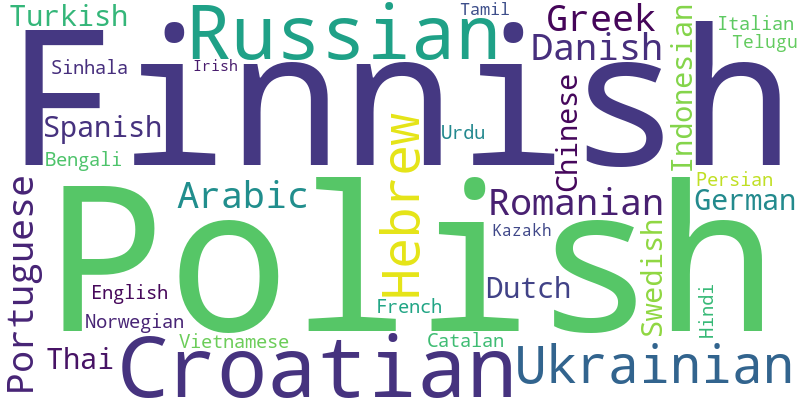 Turkish
Russian
Tamil
Greek
Italian
Telugu
Finnish
Danish
Indonesian
Sinhala
Irish
Chinese
Spanish
Urdu
Bengali
Hebrew
Polish
Portuguese
Arabic
Romanian
Persian
German
Kazakh
Swedish
English
Dutch
Hindi
French
Norwegian
Vietnamese
Catalan
Thai
Croatian
Ukrainian